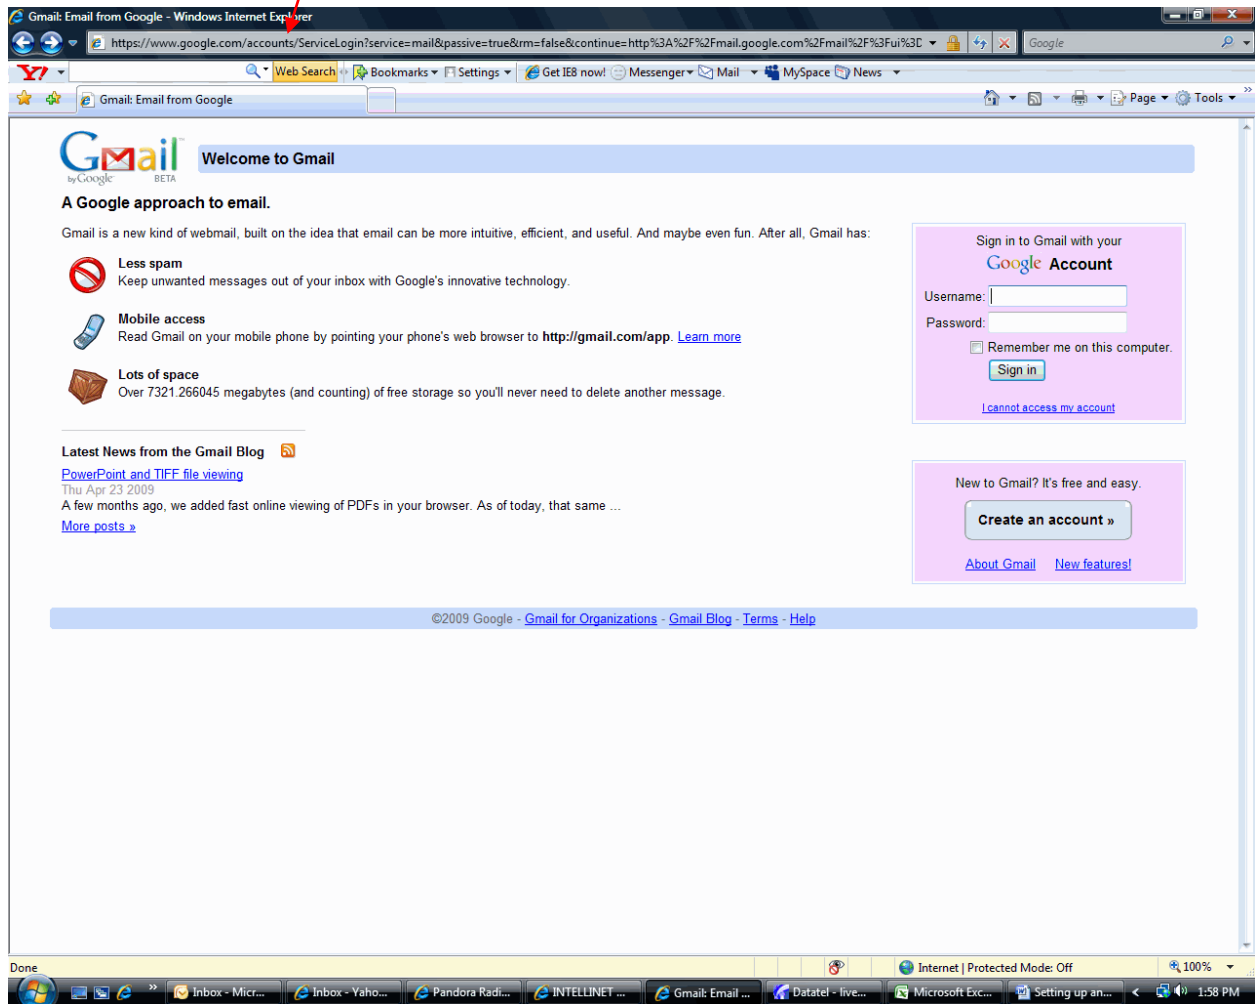 Gmail: Email from Google - Windows Internet Explorer
https://www.google.com/accounts/ServiceLogin?service=mail&passive=true&rm=false&continue=http%3A%2F%2Fmail.google.com%2Fmail%2F%3Fui%3D
Google
Y! Web Search Bookmarks Settings Get IE8 now! Messenger Mail MySpace News
Gmail: Email from Google
Page Tools
Gmail
by Google BETA
Welcome to Gmail
A Google approach to email.
Gmail is a new kind of webmail, built on the idea that email can be more intuitive, efficient, and useful. And maybe even fun. After all, Gmail has:
Less spam
Keep unwanted messages out of your inbox with Google's innovative technology.
Mobile access
Read Gmail on your mobile phone by pointing your phone's web browser to http://gmail.com/app. Learn more
Lots of space
Over 7321.266045 megabytes (and counting) of free storage so you'll never need to delete another message.
Latest News from the Gmail Blog
PowerPoint and TIFF file viewing
Thu Apr 23 2009
A few months ago, we added fast online viewing of PDFs in your browser. As of today, that same ...
More posts »
Sign in to Gmail with your
Google Account
Username:
Password:
Remember me on this computer.
Sign in
I cannot access my account
New to Gmail? It's free and easy.
Create an account »
About Gmail New features!
©2009 Google - Gmail for Organizations - Gmail Blog - Terms - Help
Done
Internet | Protected Mode: Off
100%
Inbox - Micr... Inbox - Yaho... Pandora Radi... INTELLINET ... Gmail: Email ... Datatel - live... Microsoft Exc... Setting up an... 1:58 PM